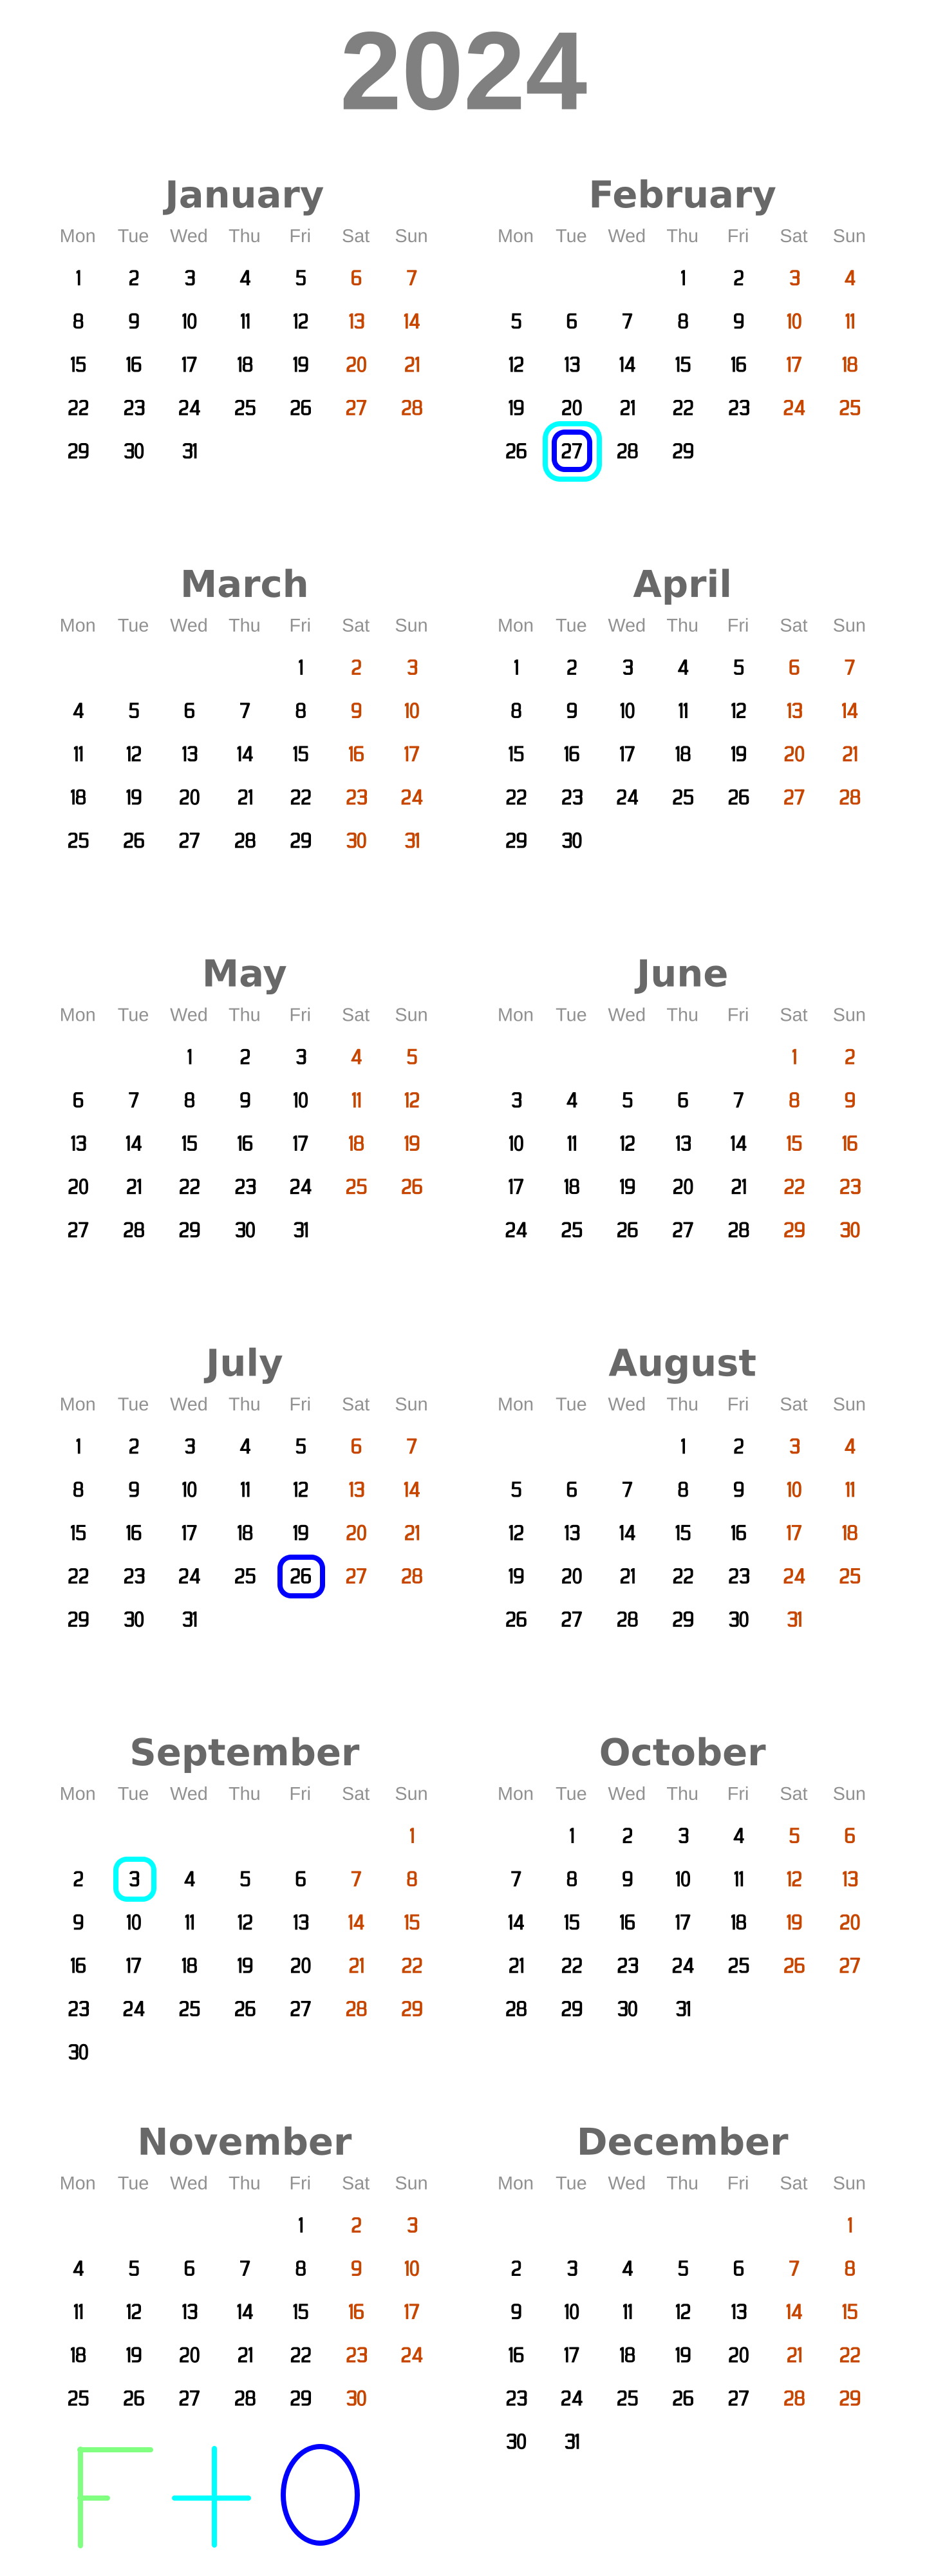 2024
January
Mon Tue Wed Thu Fri Sat Sun
1 2 3 4 5 6 7
8 9 10 11 12 13 14
15 16 17 18 19 20 21
22 23 24 25 26 27 28
29 30 31
February
Mon Tue Wed Thu Fri Sat Sun
1 2 3 4
5 6 7 8 9 10 11
12 13 14 15 16 17 18
19 20 21 22 23 24 25
26 27 28 29
March
Mon Tue Wed Thu Fri Sat Sun
1 2 3
4 5 6 7 8 9 10
11 12 13 14 15 16 17
18 19 20 21 22 23 24
25 26 27 28 29 30 31
April
Mon Tue Wed Thu Fri Sat Sun
1 2 3 4 5 6 7
8 9 10 11 12 13 14
15 16 17 18 19 20 21
22 23 24 25 26 27 28
29 30
May
Mon Tue Wed Thu Fri Sat Sun
1 2 3 4 5
6 7 8 9 10 11 12
13 14 15 16 17 18 19
20 21 22 23 24 25 26
27 28 29 30 31
June
Mon Tue Wed Thu Fri Sat Sun
1 2
3 4 5 6 7 8 9
10 11 12 13 14 15 16
17 18 19 20 21 22 23
24 25 26 27 28 29 30
July
Mon Tue Wed Thu Fri Sat Sun
1 2 3 4 5 6 7
8 9 10 11 12 13 14
15 16 17 18 19 20 21
22 23 24 25 26 27 28
29 30 31
August
Mon Tue Wed Thu Fri Sat Sun
1 2 3 4
5 6 7 8 9 10 11
12 13 14 15 16 17 18
19 20 21 22 23 24 25
26 27 28 29 30 31
September
Mon Tue Wed Thu Fri Sat Sun
1
2 3 4 5 6 7 8
9 10 11 12 13 14 15
16 17 18 19 20 21 22
23 24 25 26 27 28 29
30
October
Mon Tue Wed Thu Fri Sat Sun
1 2 3 4 5 6
7 8 9 10 11 12 13
14 15 16 17 18 19 20
21 22 23 24 25 26 27
28 29 30 31
November
Mon Tue Wed Thu Fri Sat Sun
1 2 3
4 5 6 7 8 9 10
11 12 13 14 15 16 17
18 19 20 21 22 23 24
25 26 27 28 29 30
December
Mon Tue Wed Thu Fri Sat Sun
1
2 3 4 5 6 7 8
9 10 11 12 13 14 15
16 17 18 19 20 21 22
23 24 25 26 27 28 29
30 31
F + O